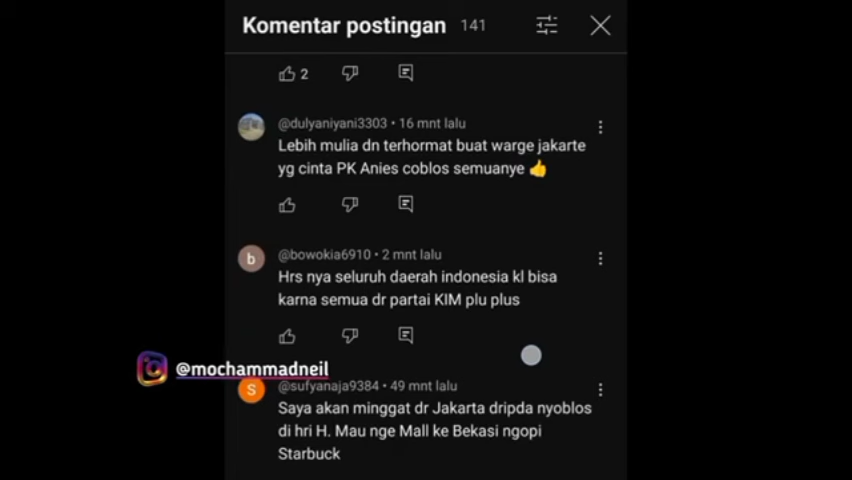 Komentar postingan 141
2
@dulyaniyani3303 • 16 mnt lalu
Lebih mulia dn terhormat buat warge jakarte
yg cinta PK Anies coblos semuanye 👍
b
@bowokia6910 • 2 mnt lalu
Hrs nya seluruh daerah indonesia kl bisa
karna semua dr partai KIM plu plus
@mochammadneil
S
@sufyanaja9384 • 49 mnt lalu
Saya akan minggat dr Jakarta dripda nyoblos
di hri H. Mau nge Mall ke Bekasi ngopi
Starbuck